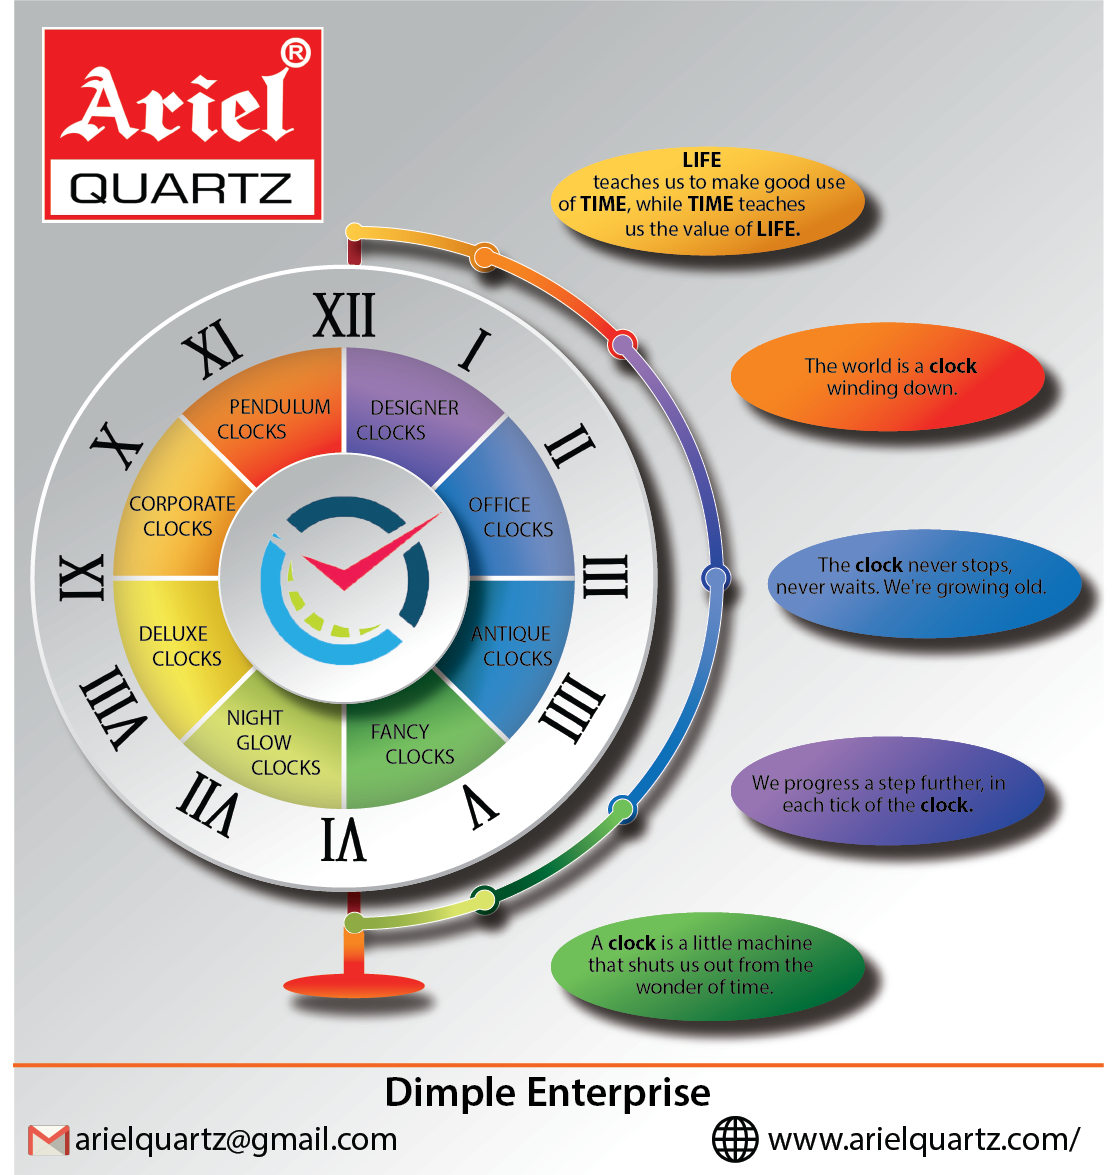 Ariel®
QUARTZ
LIFE
teaches us to make good use
of TIME, while TIME teaches
us the value of LIFE.
The world is a clock
winding down.
The clock never stops,
never waits. We're growing old.
We progress a step further, in
each tick of the clock.
A clock is a little machine
that shuts us out from the
wonder of time.
XII
I
II
III
IIII
V
VI
VII
VIII
IX
X
XI
PENDULUM
CLOCKS
DESIGNER
CLOCKS
OFFICE
CLOCKS
ANTIQUE
CLOCKS
FANCY
CLOCKS
NIGHT
GLOW
CLOCKS
DELUXE
CLOCKS
CORPORATE
CLOCKS
Dimple Enterprise
arielquartz@gmail.com
www.arielquartz.com/